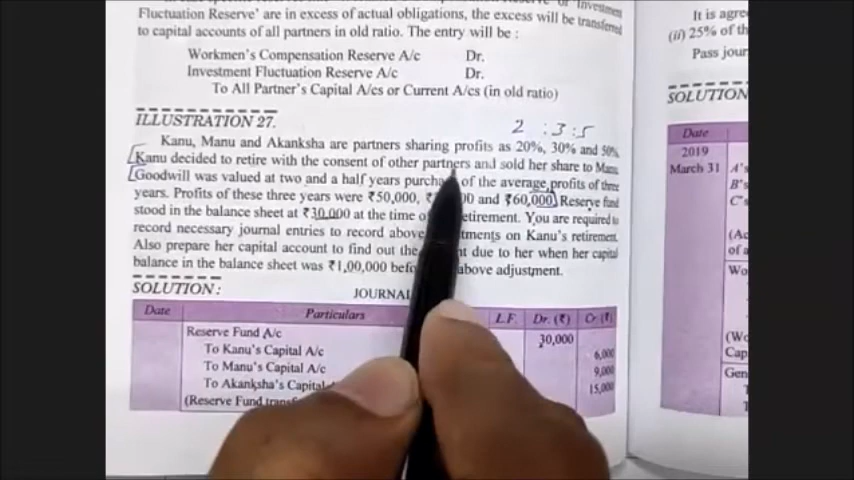 Fluctuation Reserve' are in excess of actual obligations, the excess will be transferred
to capital accounts of all partners in old ratio. The entry will be :
Workmen's Compensation Reserve A/c Dr.
Investment Fluctuation Reserve A/c Dr.
To All Partner's Capital A/cs or Current A/cs (in old ratio)
2 : 3 : 5
ILLUSTRATION 27.
Kanu, Manu and Akanksha are partners sharing profits as 20%, 30% and 50%.
Kanu decided to retire with the consent of other partners and sold her share to Manu.
Goodwill was valued at two and a half years of the average profits of three
years. Profits of these three years were ₹50,000, and ₹60,000. Reserve fund
stood in the balance sheet at ₹30,000 at the time of retirement. You are required to
record necessary journal entries to record above on Kanu's retirement.
Also prepare her capital account to find out the due to her when her capital
balance in the balance sheet was ₹1,00,000 above adjustment.
SOLUTION :
JOURNAL
Date Particulars L.F. Dr. (₹) Cr. (₹)
Reserve Fund A/c 30,000
To Kanu's Capital A/c 6,000
To Manu's Capital A/c 9,000
To Akanksha's Capital 15,000
(Reserve Fund
It is agre
(ii) 25% of th
Pass jour
SOLUTION
Date
2019
March 31 A's
B's
C's
(Ac
of a
Wo
(Wo
Cap
Gen